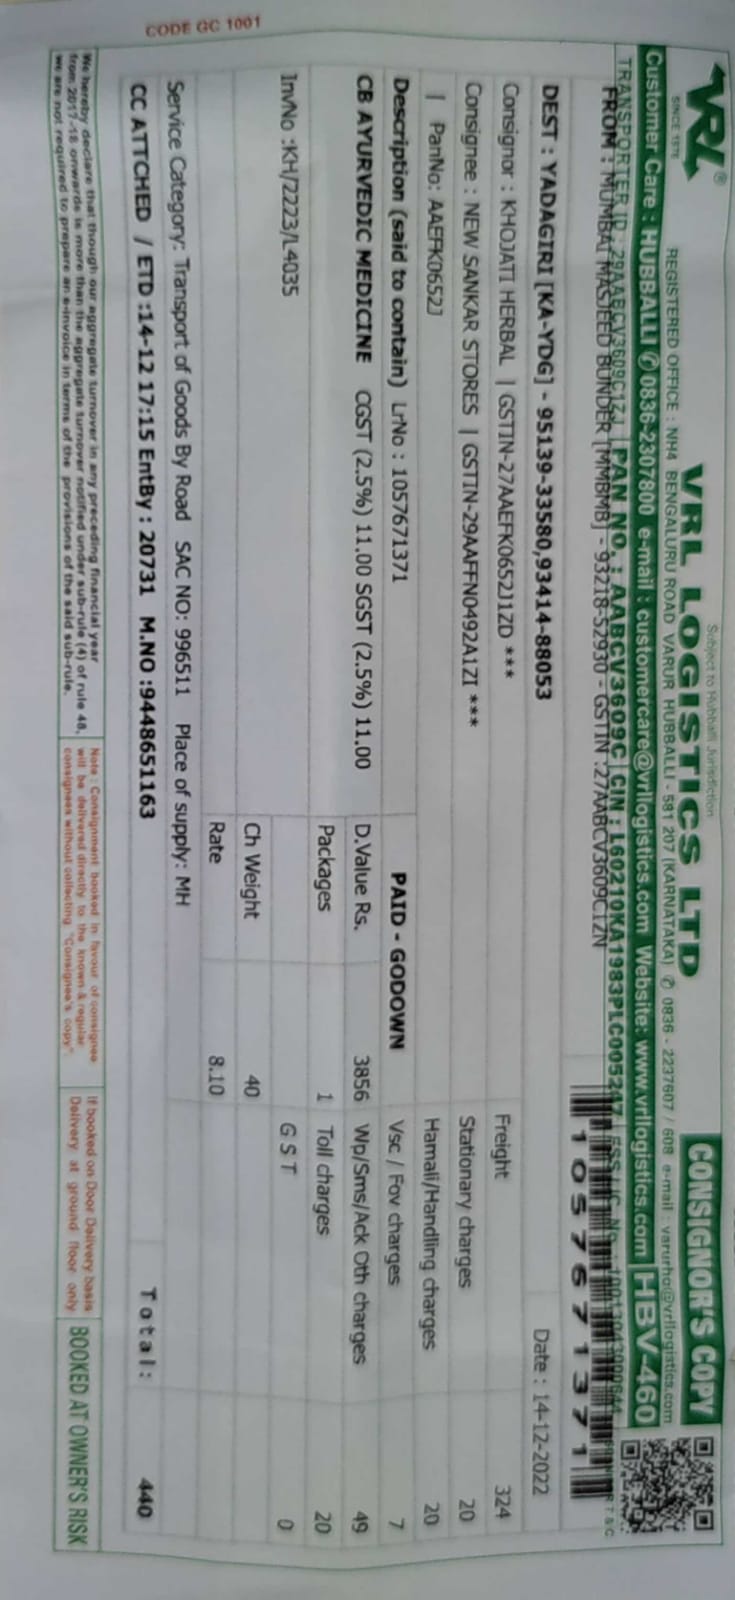 CODE GC 1001
VRL®
SINCE 1976
Subject to Hubballi Jurisdiction
VRL LOGISTICS LTD
CONSIGNOR'S COPY
REGISTERED OFFICE : NH4 BENGALURU ROAD VARUR HUBBALLI - 581 207 (KARNATAKA) ✆ 0836 - 2237607 / 608 e-mail : varurho@vrllogistics.com
Customer Care : HUBBALLI ✆ 0836-2307800 e-mail : customercare@vrllogistics.com Website: www.vrllogistics.com HBV-460
TRANSPORTER ID : 29AABCV3609C1ZJ | PAN NO. : AABCV3609C | CIN : L60210KA1983PLC005247
FROM : MUMBAI MASJEED BUNDER [MMBMB] - 93218-52930 - GSTIN :27AABCV3609C1ZN
1057671371
DEST : YADAGIRI [KA-YDG] - 95139-33580,93414-88053
Date : 14-12-2022
Consignor : KHOJATI HERBAL | GSTIN-27AAEFK0652J1ZD ***
Freight 324
Consignee : NEW SANKAR STORES | GSTIN-29AAFFN0492A1ZI ***
Stationary charges 20
| PanNo: AAEFK0652J
Hamali/Handling charges 20
Description (said to contain) LrNo : 1057671371 PAID - GODOWN Vsc / Fov charges 7
CB AYURVEDIC MEDICINE CGST (2.5%) 11.00 SGST (2.5%) 11.00 D.Value Rs. 3856 Wp/Sms/Ack Oth charges 49
Packages 1 Toll charges 20
InvNo :KH/2223/L4035 G S T 0
Ch Weight 40
Rate 8.10
Service Category: Transport of Goods By Road SAC NO: 996511 Place of supply: MH
CC ATTCHED / ETD :14-12 17:15 EntBy : 20731 M.NO :9448651163 Total: 440
We hereby declare that though our aggregate turnover in any preceding financial year
from 2017-18 onwards is more than the aggregate turnover notified under sub-rule (4) of rule 48,
we are not required to prepare an e-invoice in terms of the provisions of the said sub-rule.
Note : Consignment booked in favour of consignee
will be delivered directly to the known & regular
consignees without collecting "Consignee's copy".
If booked on Door Delivery basis
Delivery at ground floor only
BOOKED AT OWNER'S RISK